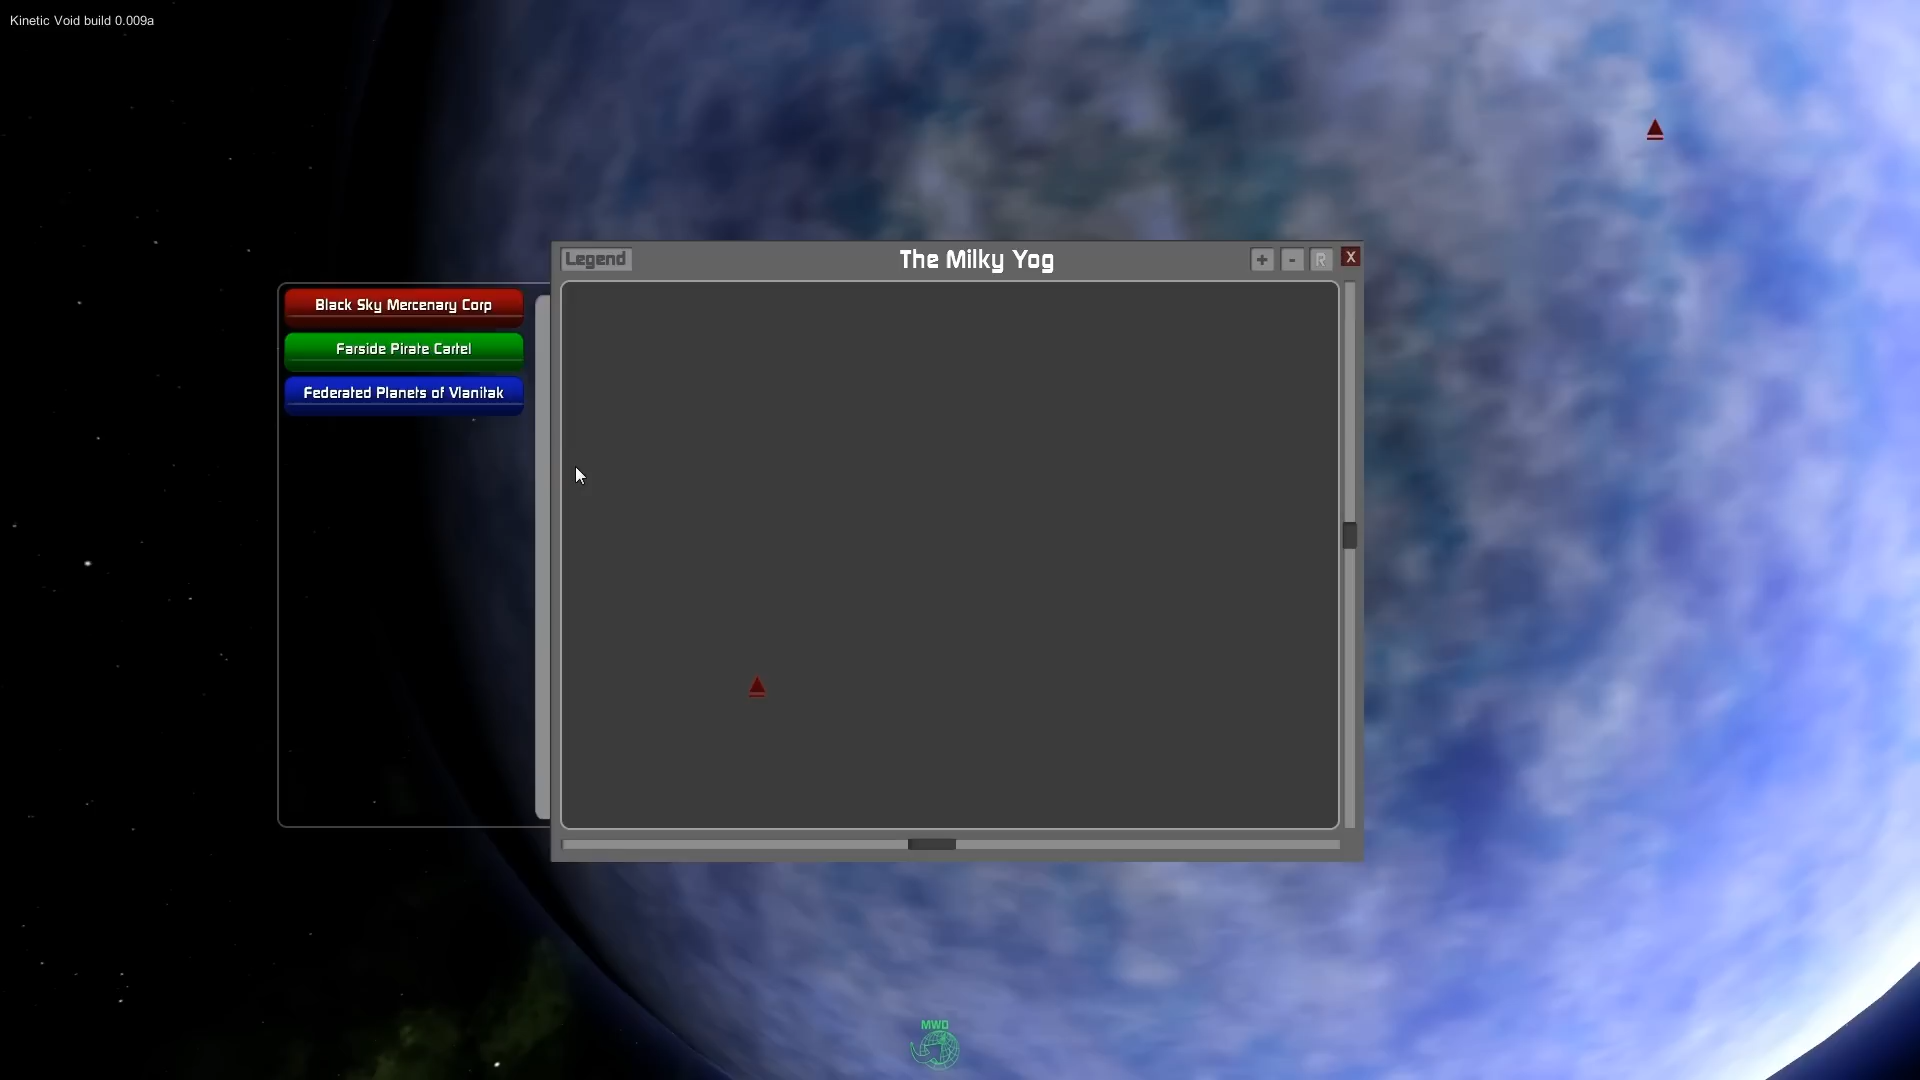 Kinetic Void build 0.009a
Legend
The Milky Yog
+ - R X
Black Sky Mercenary Corp
Farside Pirate Cartel
Federated Planets of Vlanitak
MWO